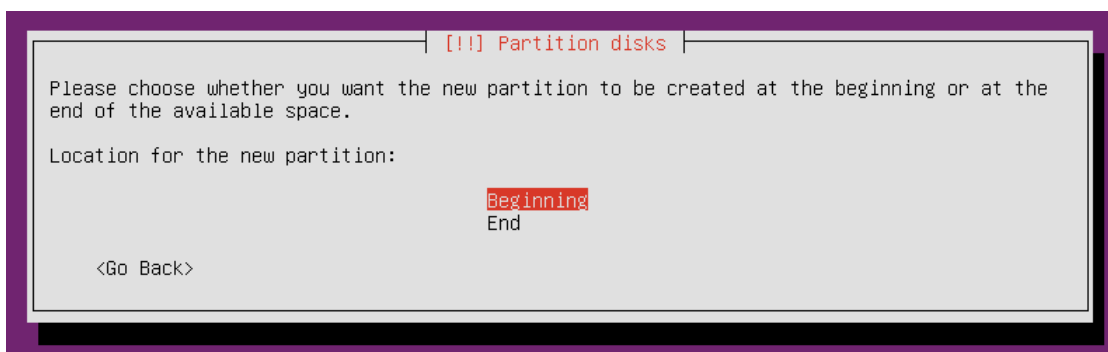 [!!] Partition disks
Please choose whether you want the new partition to be created at the beginning or at the
end of the available space.
Location for the new partition:
Beginning
End
<Go Back>